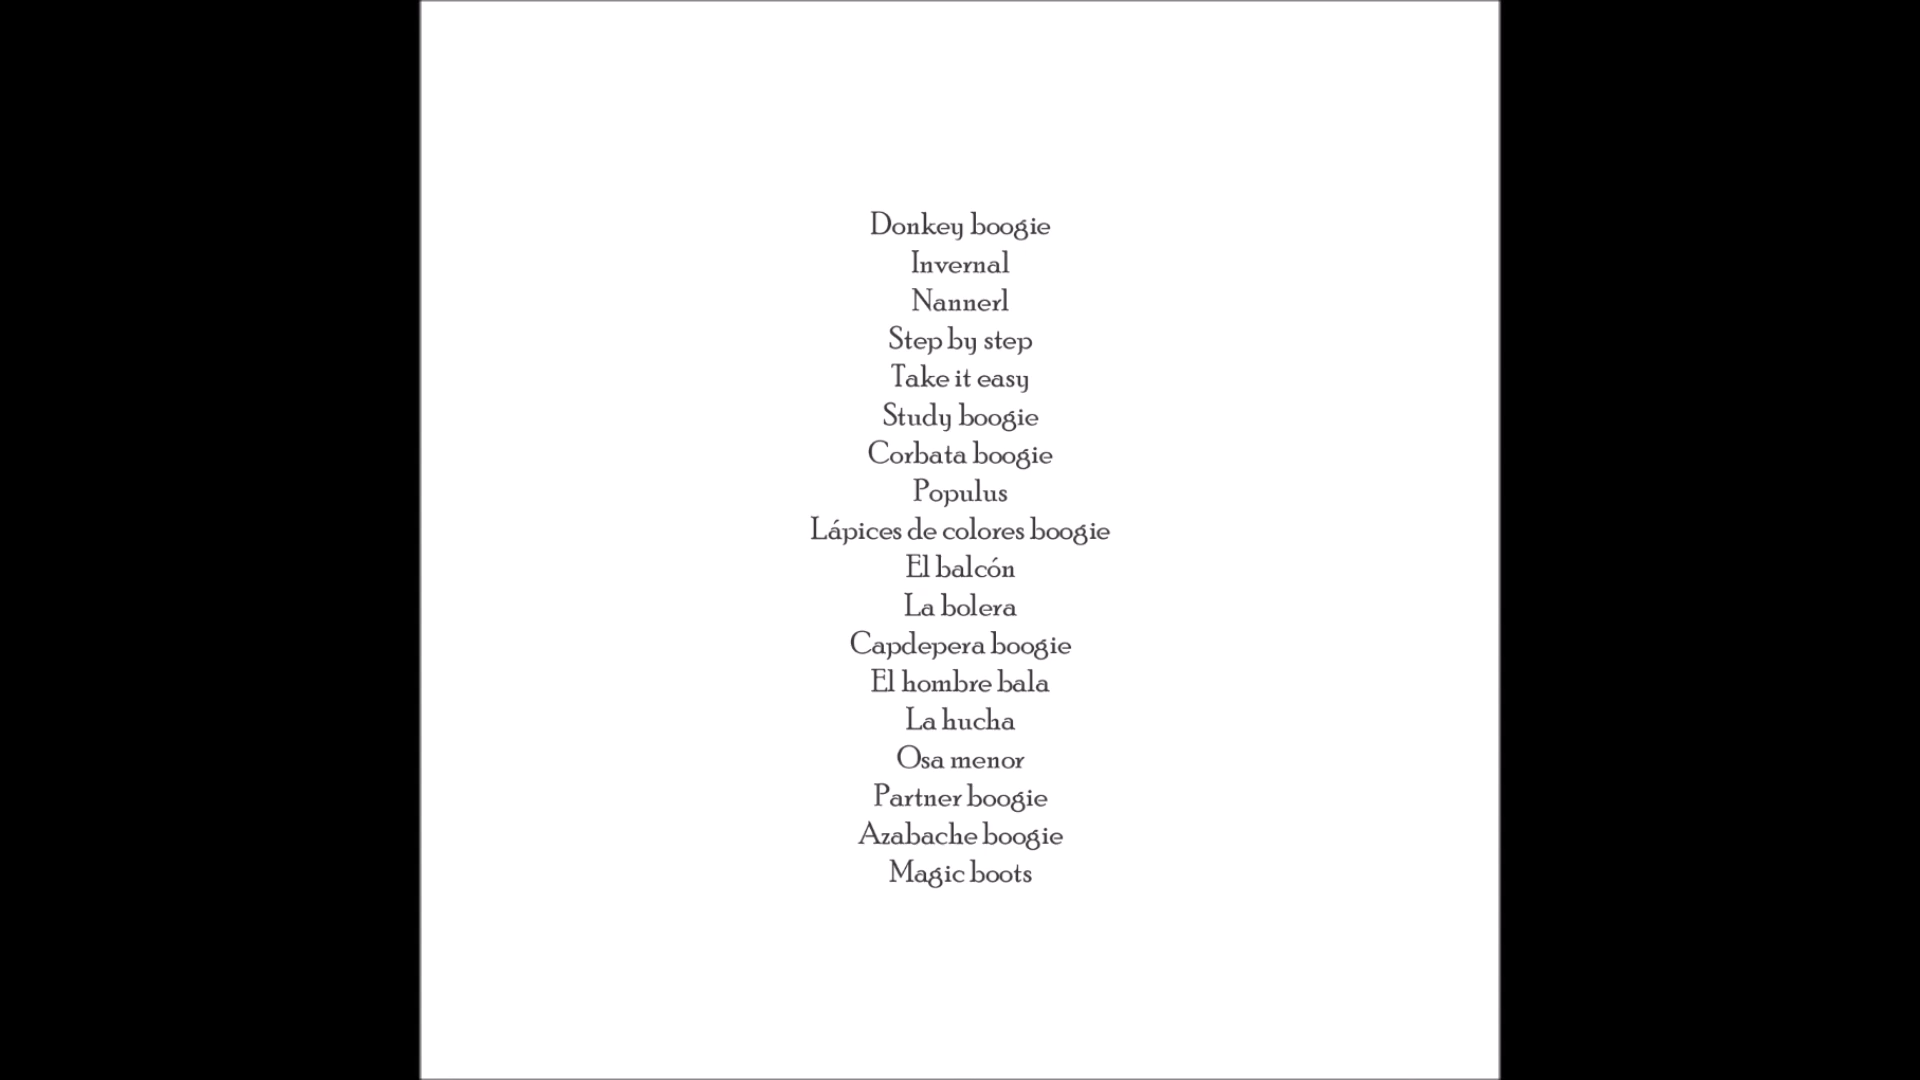 Donkey boogie
Invernal
Nannerl
Step by step
Take it easy
Study boogie
Corbata boogie
Populus
Lápices de colores boogie
El balcón
La bolera
Capdepera boogie
El hombre bala
La hucha
Osa menor
Partner boogie
Azabache boogie
Magic boots